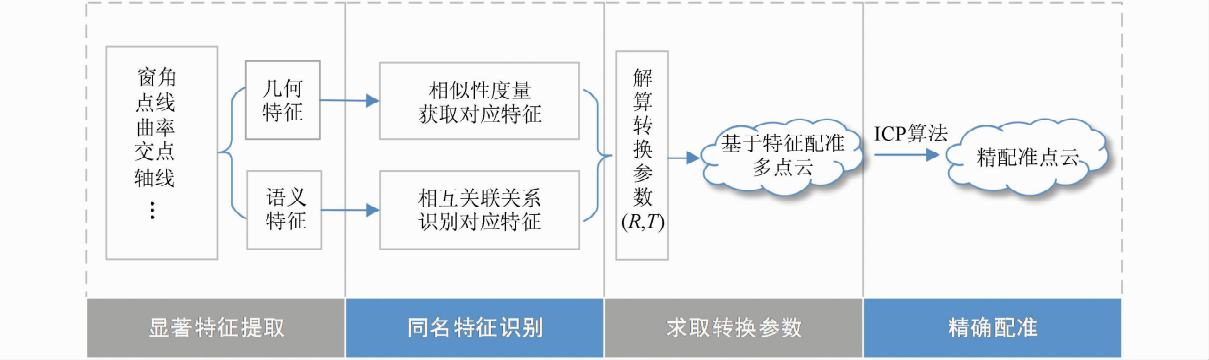 窗角
点线
曲率
交点
轴线
⋮
几何
特征
语义
特征
相似性度量
获取对应特征
相互关联关系
识别对应特征
解
算
转
换
参
数
(R,T)
基于特征配准
多点云
ICP算法
精配准点云
显著特征提取
同名特征识别
求取转换参数
精确配准